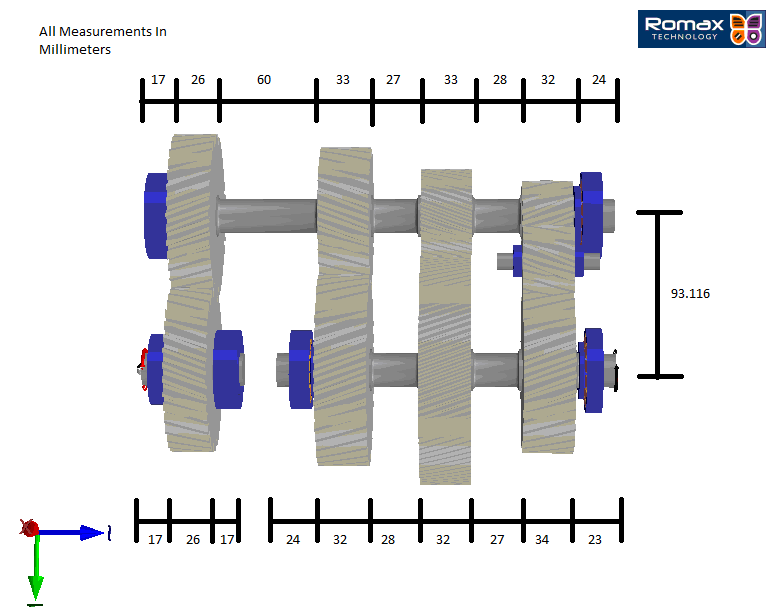 All Measurements In
Millimeters
Romax
TECHNOLOGY
17 26 60 33 27 33 28 32 24
93.116
17 26 17 24 32 28 32 27 34 23